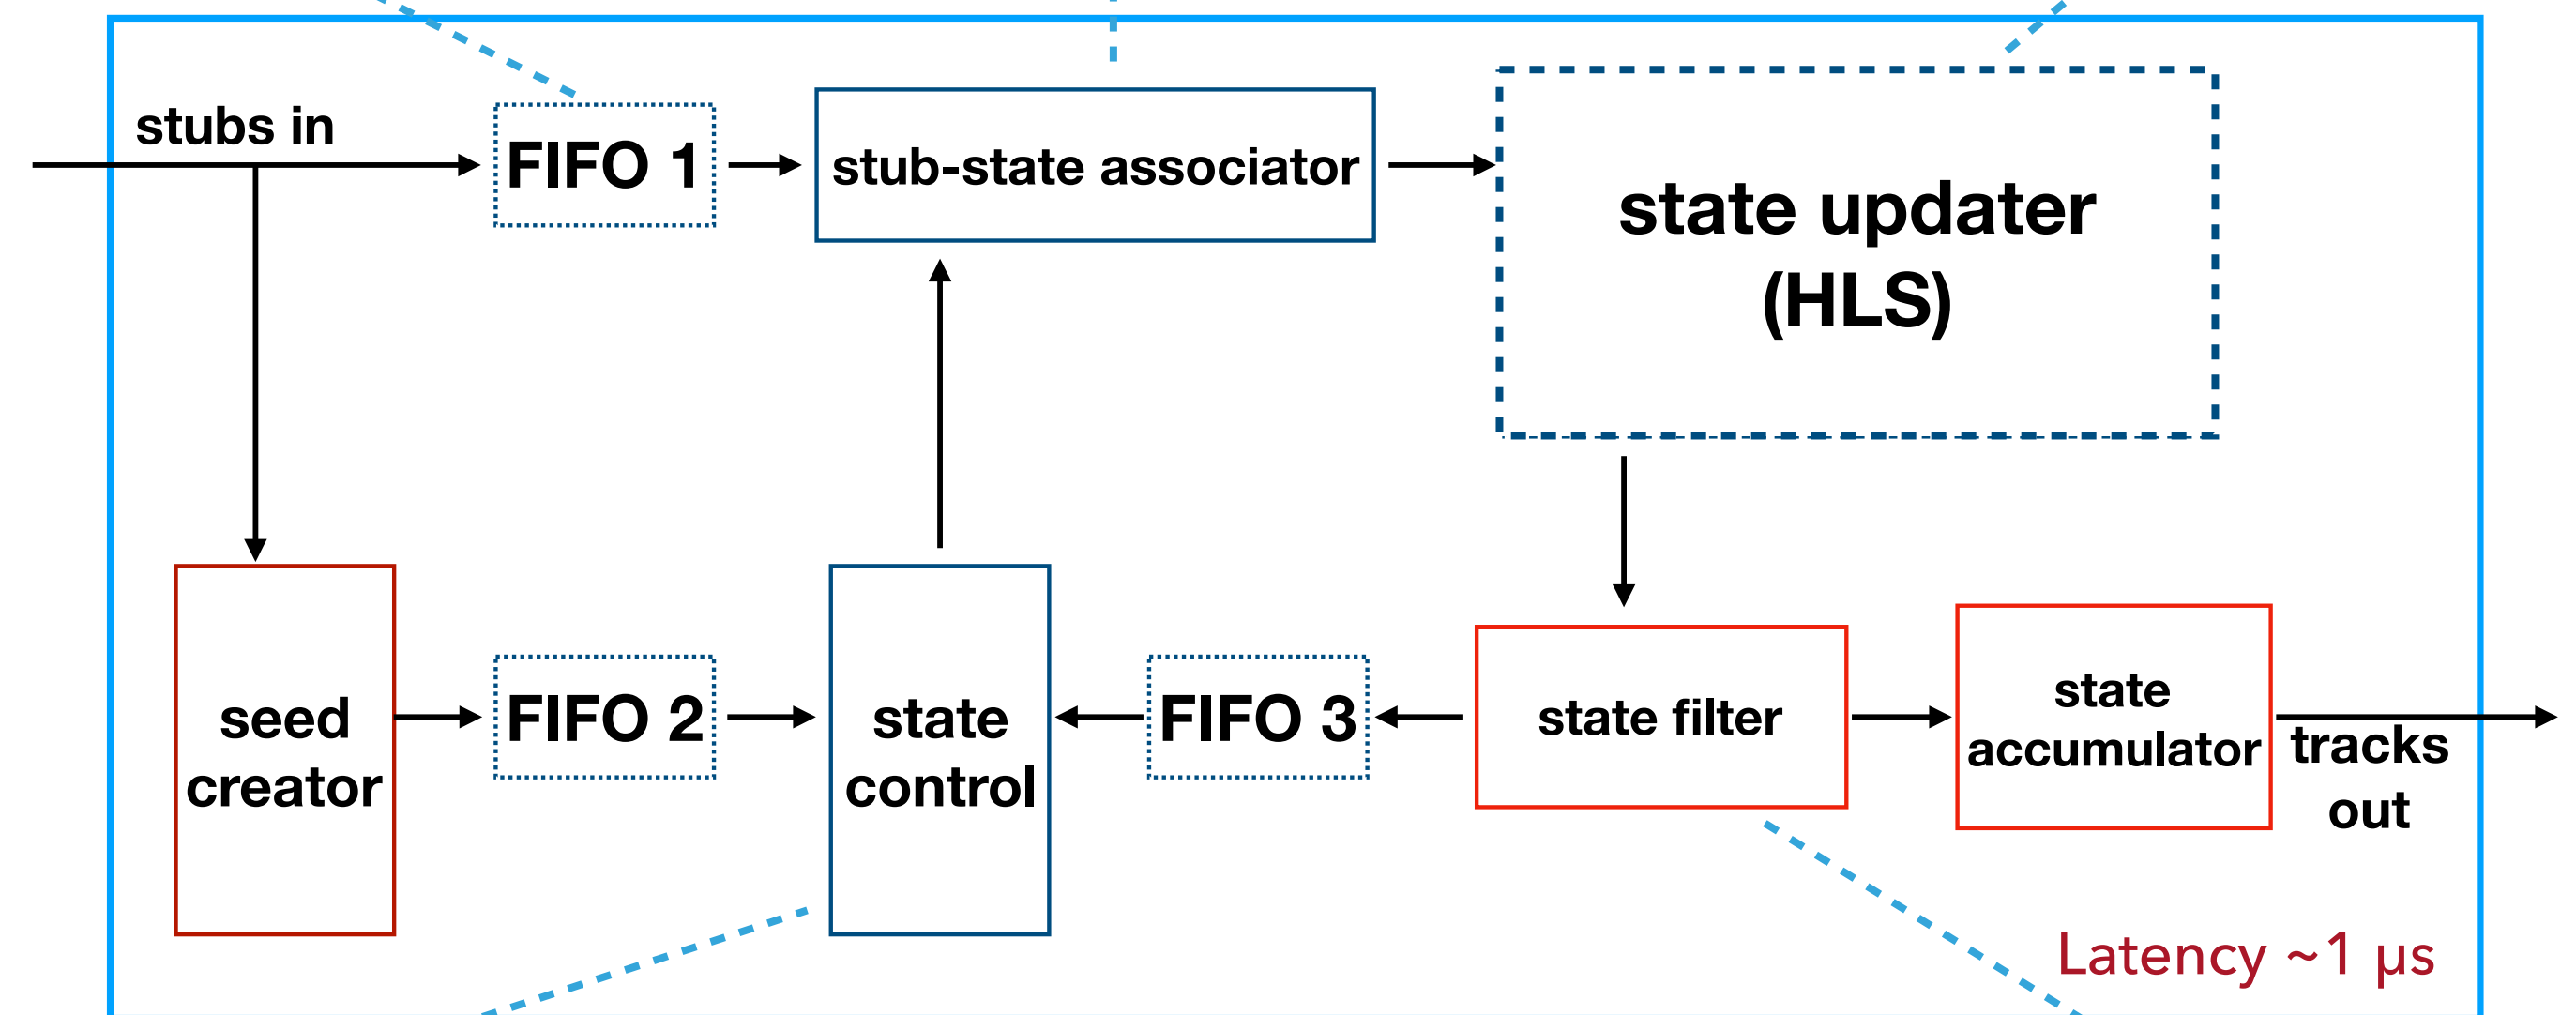 stubs in
FIFO 1
stub-state associator
state updater
(HLS)
seed
creator
FIFO 2
state
control
FIFO 3
state filter
state
accumulator
tracks
out
Latency ~1 μs